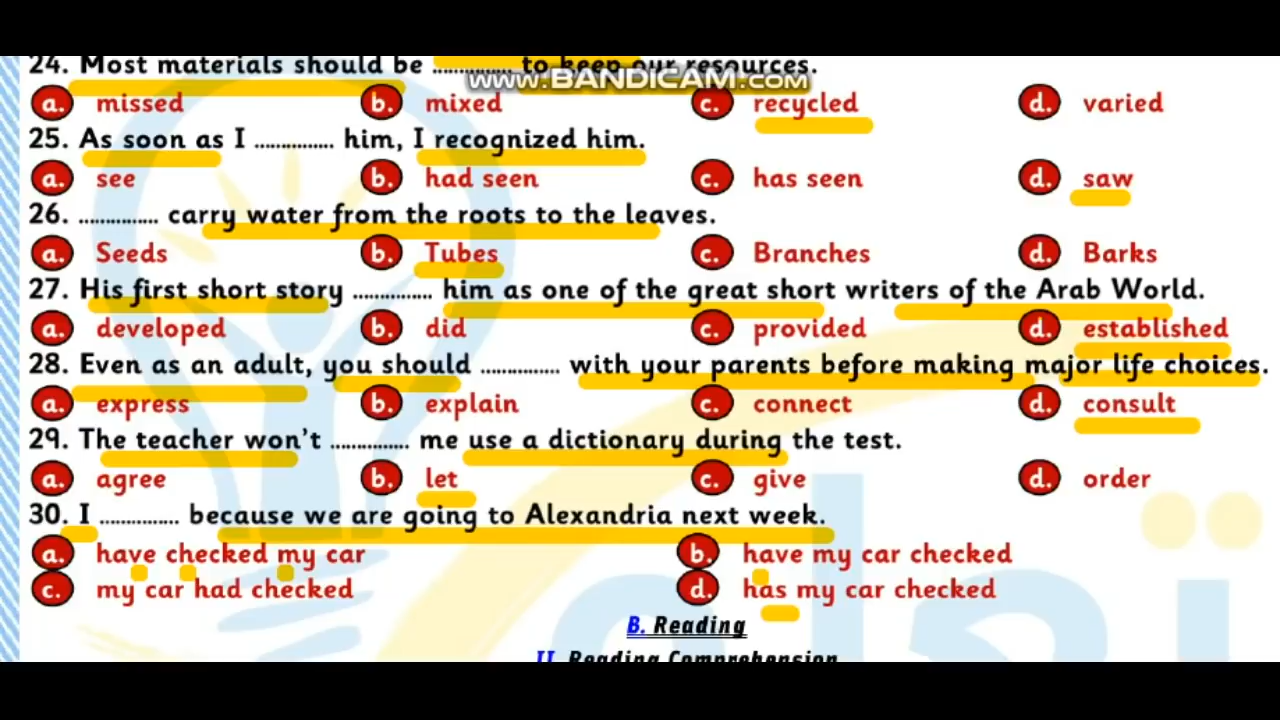 24. Most materials should be ............... to keep our resources.
www.BANDICAM.com
a. missed b. mixed c. recycled d. varied
25. As soon as I ............... him, I recognized him.
a. see b. had seen c. has seen d. saw
26. ............... carry water from the roots to the leaves.
a. Seeds b. Tubes c. Branches d. Barks
27. His first short story ............... him as one of the great short writers of the Arab World.
a. developed b. did c. provided d. established
28. Even as an adult, you should ............... with your parents before making major life choices.
a. express b. explain c. connect d. consult
29. The teacher won't ............... me use a dictionary during the test.
a. agree b. let c. give d. order
30. I ............... because we are going to Alexandria next week.
a. have checked my car b. have my car checked
c. my car had checked d. has my car checked
B. Reading
II. Reading Comprehension